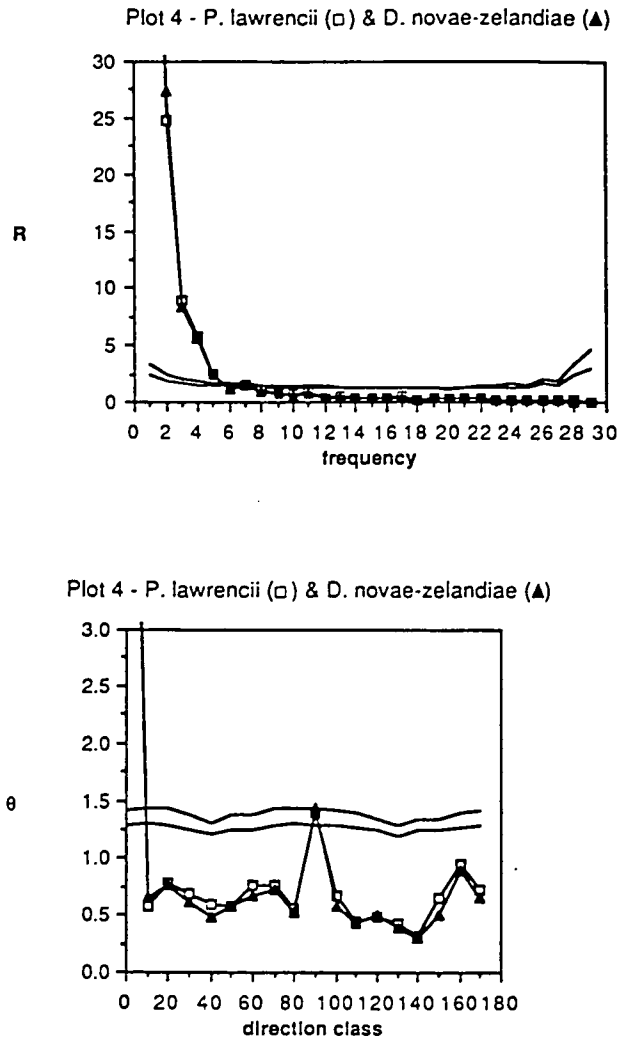 Plot 4 - P. lawrencii (□) & D. novae-zelandiae (▲)
30
25
20
R
15
10
5
0
0 2 4 6 8 10 12 14 16 18 20 22 24 26 28 30
frequency
Plot 4 - P. lawrencii (□) & D. novae-zelandiae (▲)
3.0
2.5
2.0
θ
1.5
1.0
0.5
0.0
0 20 40 60 80 100 120 140 160 180
direction class